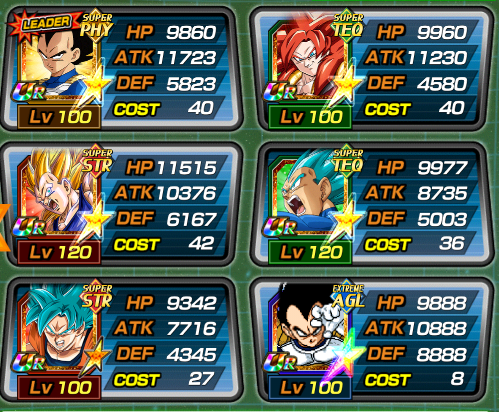 LEADER
SUPER PHY
HP 9860
ATK 11723
DEF 5823
COST 40
UR
Lv 100
SUPER TEQ
HP 9960
ATK 11230
DEF 4580
COST 40
UR
Lv 100
SUPER STR
HP 11515
ATK 10376
DEF 6167
COST 42
UR
Lv 120
SUPER TEQ
HP 9977
ATK 8735
DEF 5003
COST 36
UR
Lv 120
SUPER STR
HP 9342
ATK 7716
DEF 4345
COST 27
UR
Lv 100
EXTREME AGL
HP 9888
ATK 10888
DEF 8888
COST 8
UR
Lv 100